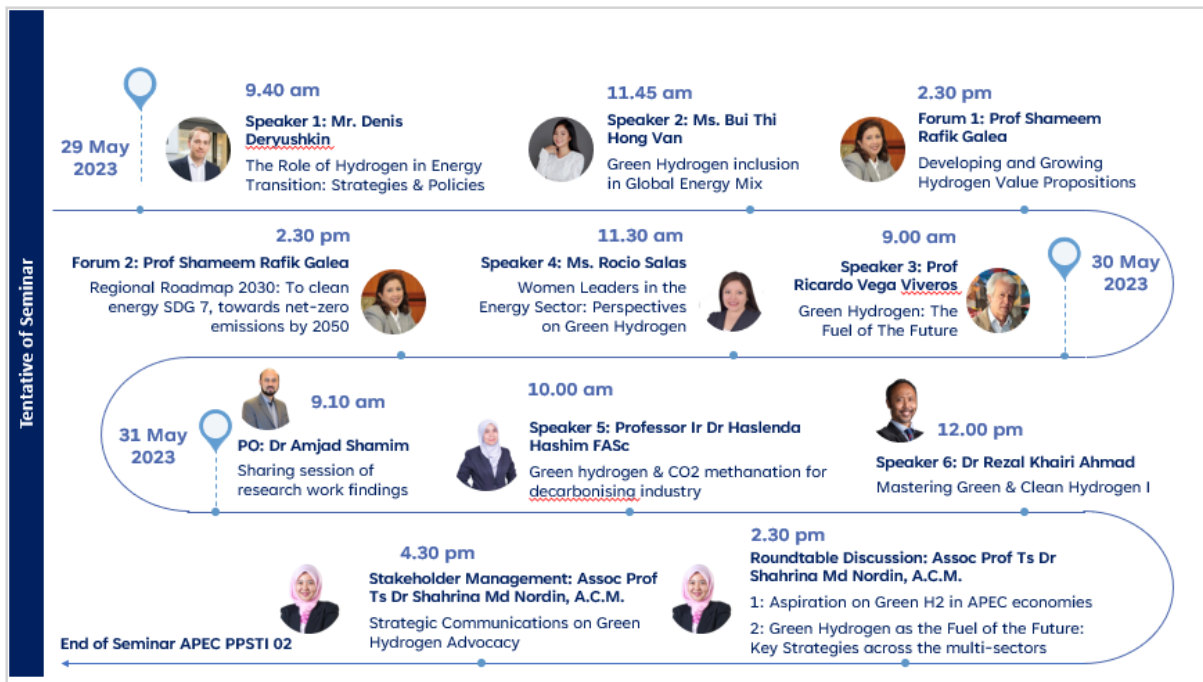 Tentative of Seminar
29 May
2023
9.40 am
Speaker 1: Mr. Denis
Deryushkin
The Role of Hydrogen in Energy
Transition: Strategies & Policies
11.45 am
Speaker 2: Ms. Bui Thi
Hong Van
Green Hydrogen inclusion
in Global Energy Mix
2.30 pm
Forum 1: Prof Shameem
Rafik Galea
Developing and Growing
Hydrogen Value Propositions
30 May
2023
9.00 am
Speaker 3: Prof
Ricardo Vega Viveros
Green Hydrogen: The
Fuel of The Future
11.30 am
Speaker 4: Ms. Rocio Salas
Women Leaders in the
Energy Sector: Perspectives
on Green Hydrogen
2.30 pm
Forum 2: Prof Shameem Rafik Galea
Regional Roadmap 2030: To clean
energy SDG 7, towards net-zero
emissions by 2050
31 May
2023
9.10 am
PO: Dr Amjad Shamim
Sharing session of
research work findings
10.00 am
Speaker 5: Professor Ir Dr Haslenda
Hashim FASc
Green hydrogen & CO2 methanation for
decarbonising industry
12.00 pm
Speaker 6: Dr Rezal Khairi Ahmad
Mastering Green & Clean Hydrogen I
2.30 pm
Roundtable Discussion: Assoc Prof Ts Dr
Shahrina Md Nordin, A.C.M.
1: Aspiration on Green H2 in APEC economies
2: Green Hydrogen as the Fuel of the Future:
Key Strategies across the multi-sectors
4.30 pm
Stakeholder Management: Assoc Prof
Ts Dr Shahrina Md Nordin, A.C.M.
Strategic Communications on Green
Hydrogen Advocacy
End of Seminar APEC PPSTI 02